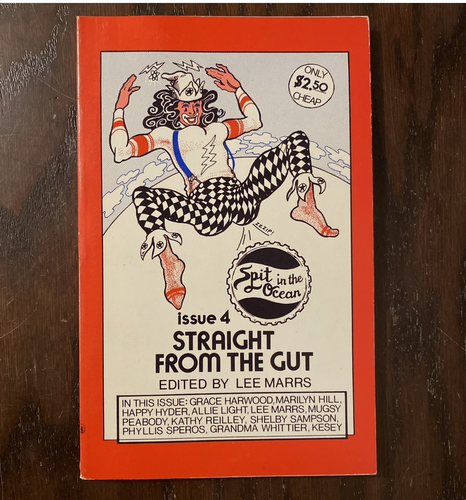 ONLY
$2.50
CHEAP
ZZZIP!
Spit in the
Ocean
issue 4
STRAIGHT
FROM THE GUT
EDITED BY LEE MARRS
IN THIS ISSUE: GRACE HARWOOD, MARILYN HILL,
HAPPY HYDER, ALLIE LIGHT, LEE MARRS, MUGSY
PEABODY, KATHY REILLEY, SHELBY SAMPSON,
PHYLLIS SPEROS, GRANDMA WHITTIER, KESEY